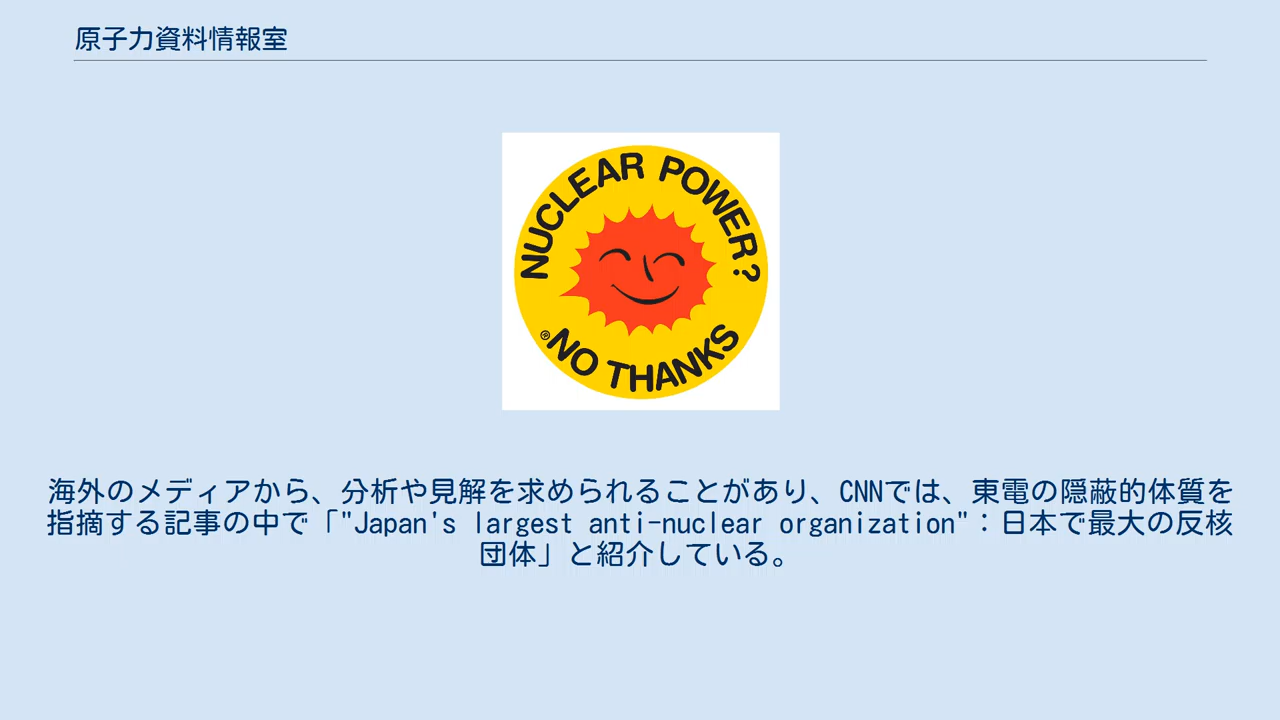 原子力資料情報室
NUCLEAR POWER?
®NO THANKS
海外のメディアから、分析や見解を求められることがあり、CNNでは、東電の隠蔽的体質を
指摘する記事の中で「"Japan's largest anti-nuclear organization"：日本で最大の反核
団体」と紹介している。